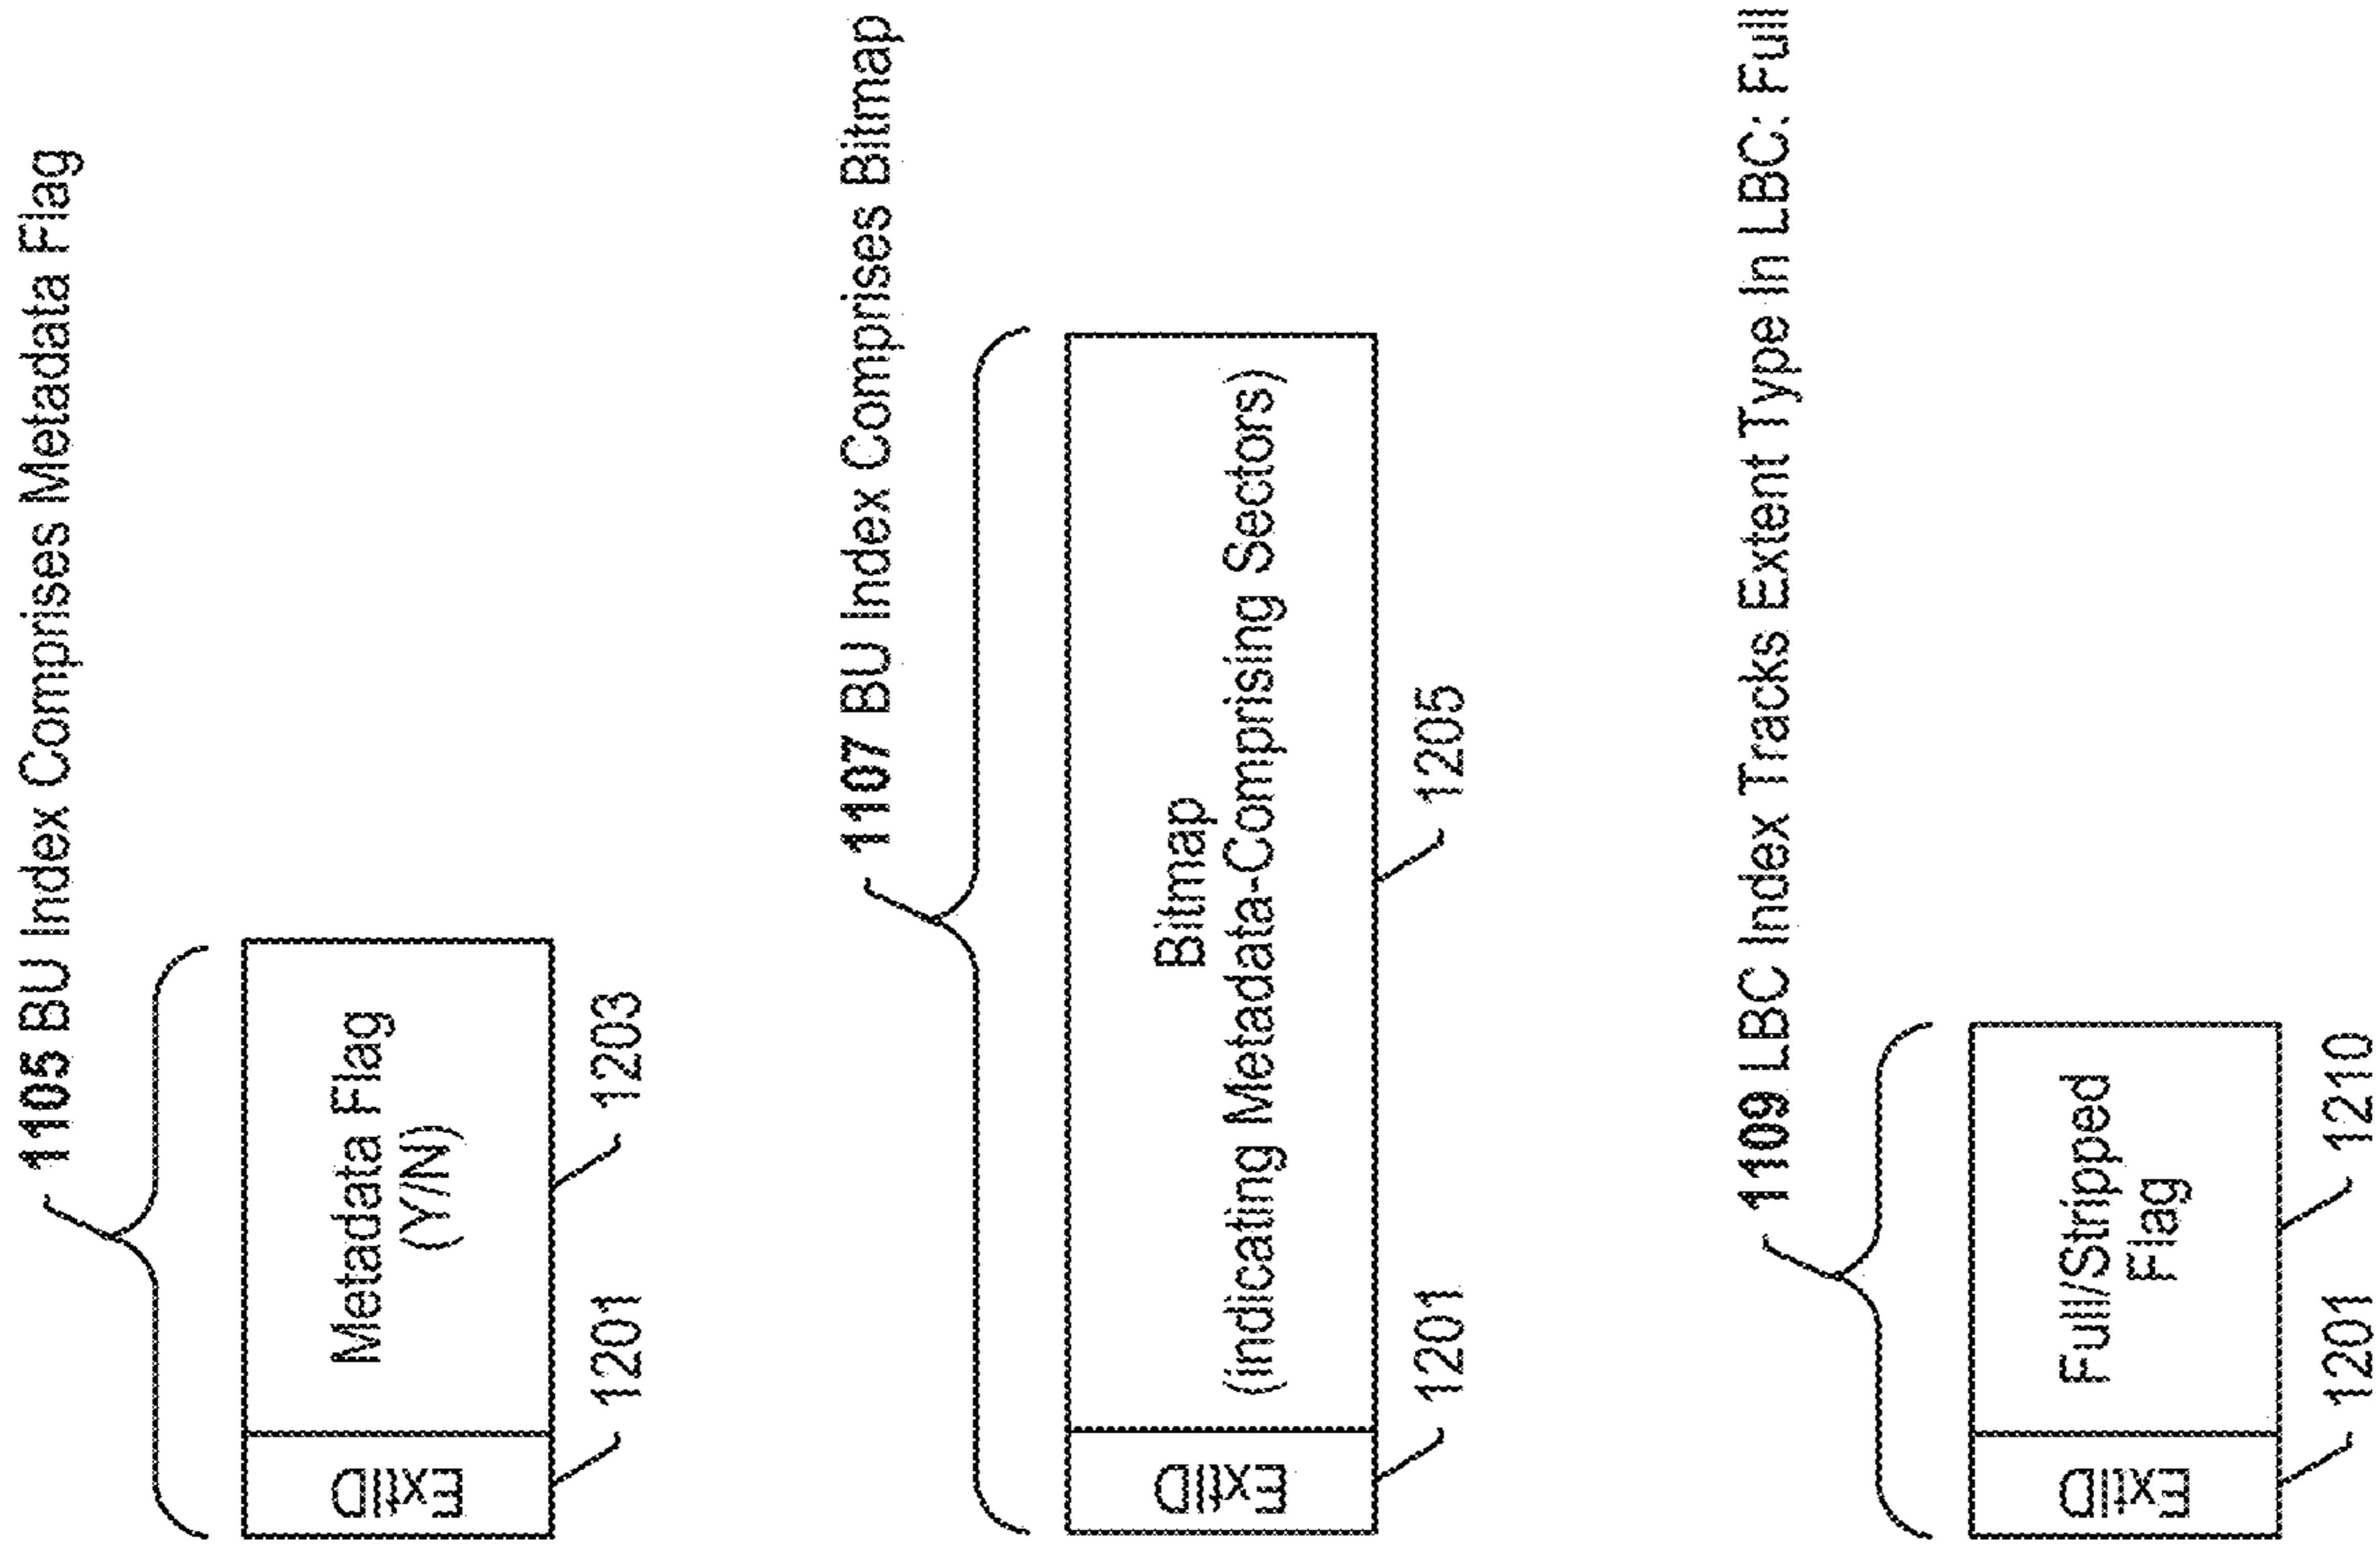 1105 BU Index Comprises Metadata Flag
ExtID
Metadata Flag
(Y/N)
1201
1203
1107 BU Index Comprises Bitmap
ExtID
Bitmap
(indicating Metadata-Comprising Sectors)
1201
1205
1109 LBC Index Tracks Extent Type In LBC: Full
ExtID
Full/Stripped
Flag
1201
1210